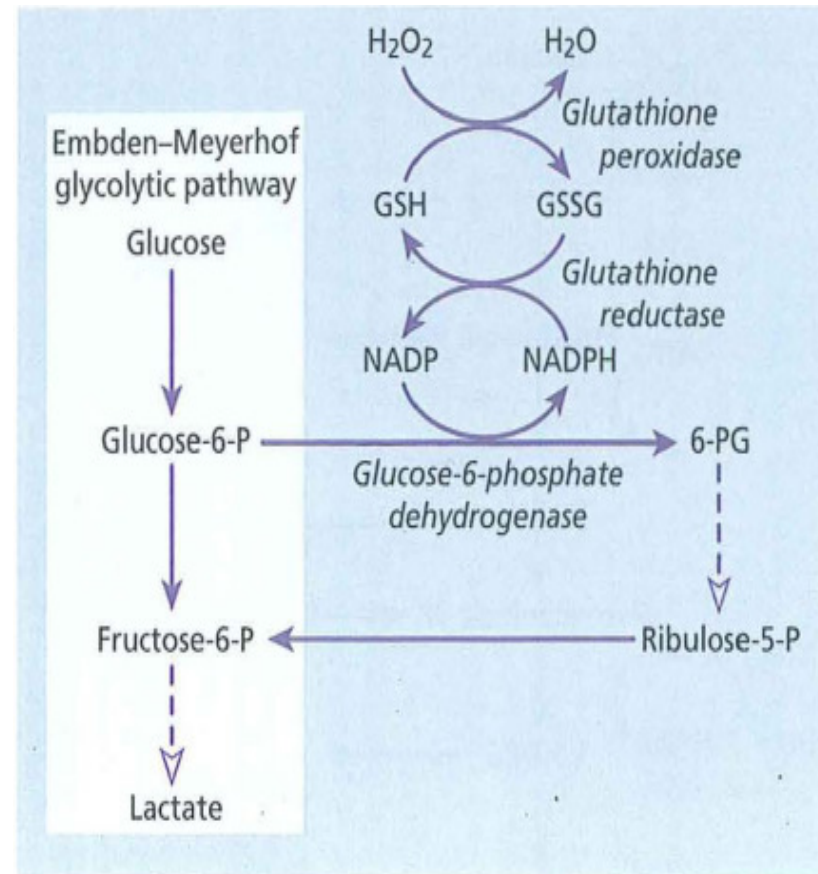 H₂O₂ H₂O
Glutathione
peroxidase
Embden–Meyerhof
glycolytic pathway
GSH GSSG
Glucose
Glutathione
reductase
NADP NADPH
Glucose-6-P 6-PG
Glucose-6-phosphate
dehydrogenase
Fructose-6-P Ribulose-5-P
Lactate